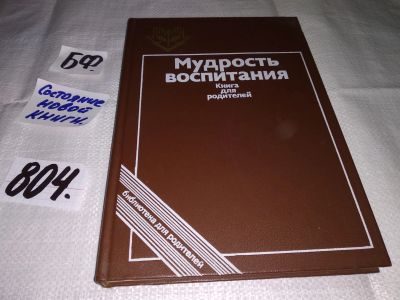 БФ.
Состояние
новой
книги.
804.
Мудрость
воспитания
Книга
для
родителей
библиотека для родителей